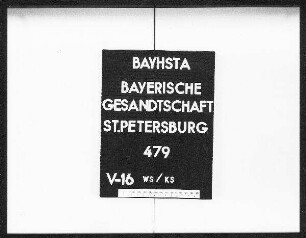 BAYHSTA
BAYERISCHE
GESANDTSCHAFT
ST.PETERSBURG
479
V-16 WS/KS